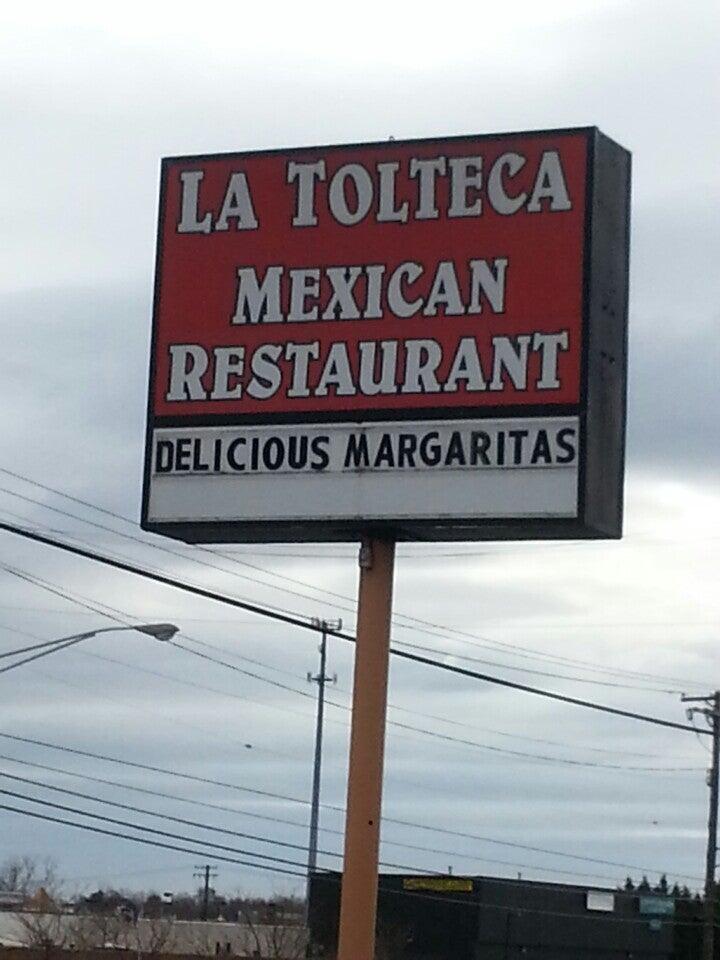 LA TOLTECA
MEXICAN
RESTAURANT
DELICIOUS MARGARITAS